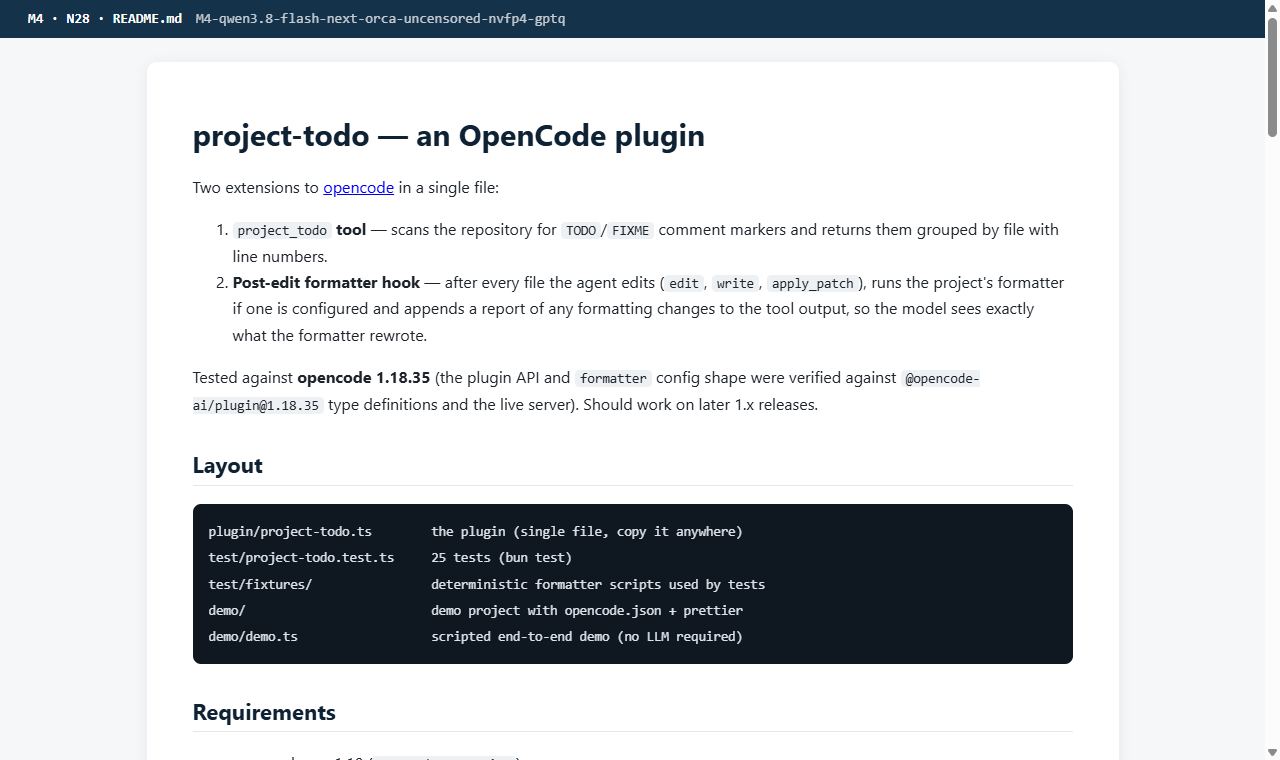 M4 • N28 • README.md M4-qwen3.8-flash-next-orca-uncensored-nvfp4-gptq
project-todo — an OpenCode plugin
Two extensions to opencode in a single file:
1. project_todo tool — scans the repository for TODO / FIXME comment markers and returns them grouped by file with
line numbers.
2. Post-edit formatter hook — after every file the agent edits ( edit , write , apply_patch ), runs the project's formatter
if one is configured and appends a report of any formatting changes to the tool output, so the model sees exactly
what the formatter rewrote.
Tested against opencode 1.18.35 (the plugin API and formatter config shape were verified against @opencode-
ai/plugin@1.18.35 type definitions and the live server). Should work on later 1.x releases.
Layout
plugin/project-todo.ts the plugin (single file, copy it anywhere)
test/project-todo.test.ts 25 tests (bun test)
test/fixtures/ deterministic formatter scripts used by tests
demo/ demo project with opencode.json + prettier
demo/demo.ts scripted end-to-end demo (no LLM required)
Requirements